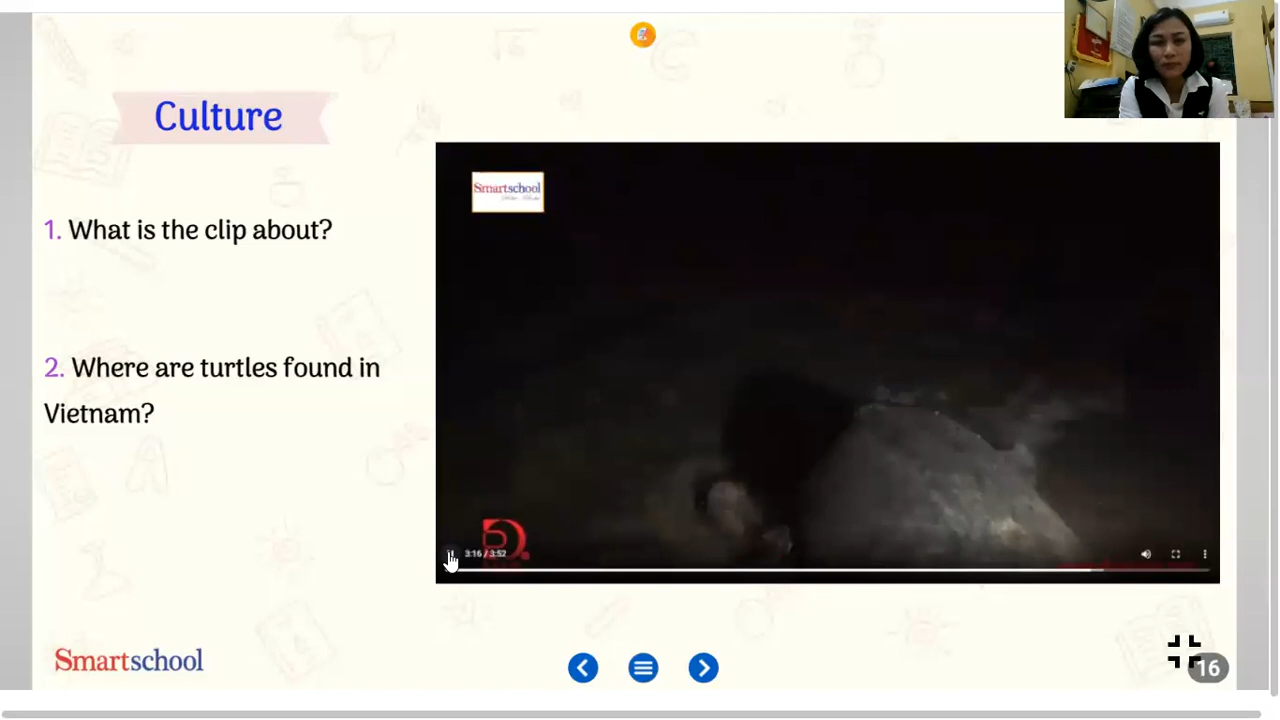 Culture
Smartschool
1. What is the clip about?
2. Where are turtles found in
Vietnam?
3:16 / 3:52
Smartschool
16